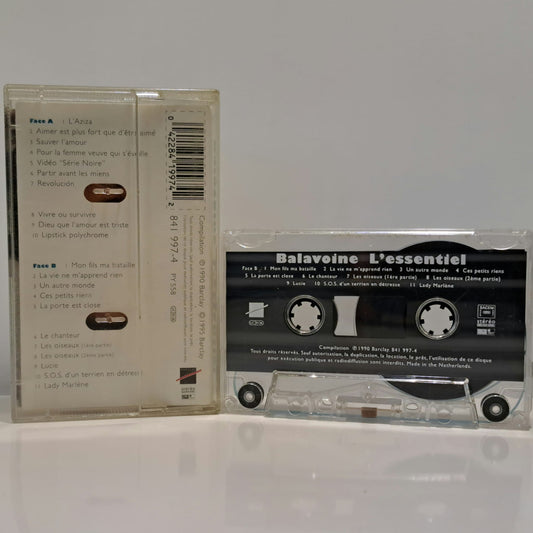 Face A 1 L'Aziza
2 Aimer est plus fort que d'être aimé
3 Sauver l'amour
4 Pour la femme veuve qui s'éveille
5 Vidéo "Série Noire"
6 Partir avant les miens
7 Revolución
8 Vivre ou survivre
9 Dieu que l'amour est triste
10 Lipstick polychrome
Face B 1 Mon fils ma bataille
2 La vie ne m'apprend rien
3 Un autre monde
4 Ces petits riens
5 La porte est close
6 Le chanteur
7 Les oiseaux (1ère partie)
8 Les oiseaux (2ème partie)
9 Lucie
10 S.O.S. d'un terrien en détresse
11 Lady Marlène
0 42284 19974 2
841 997-4
PY 558
Compilation ℗ 1990 Barclay © 1995 Barclay
Balavoine L'essentiel
Face B . 1 Mon fils ma bataille 2 La vie ne m'apprend rien 3 Un autre monde 4 Ces petits riens
5 La porte est close 6 Le chanteur 7 Les oiseaux (1ère partie) 8 Les oiseaux (2ème partie)
9 Lucie 10 S.O.S. d'un terrien en détresse 11 Lady Marlène
SACEM
stéréo
Compilation ℗ 1990 Barclay 841 997-4
Tous droits réservés. Sauf autorisation, la duplication, la location, le prêt, l'utilisation de ce disque
pour exécution publique et radiodiffusion sont interdits. Made in the Netherlands.